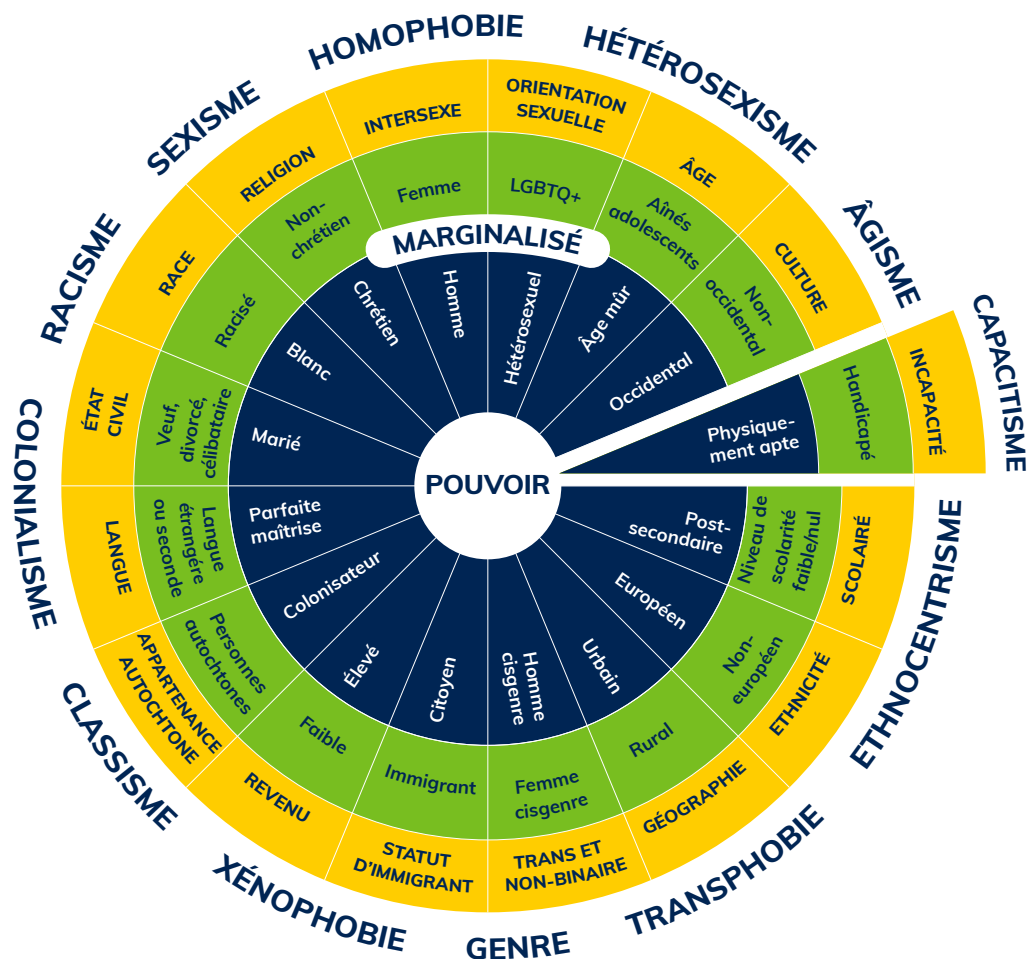 HOMOPHOBIE
HÉTÉROSEXISME
ÂGISME
CAPACITISME
ETHNOCENTRISME
TRANSPHOBIE
GENRE
XÉNOPHOBIE
CLASSISME
COLONIALISME
RACISME
SEXISME
INTERSEXE
ORIENTATION
SEXUELLE
ÂGE
CULTURE
INCAPACITÉ
SCOLAIRÉ
ETHNICITÉ
GÉOGRAPHIE
TRANS ET
NON-BINAIRE
STATUT
D'IMMIGRANT
REVENU
APPARTENANCE
AUTOCHTONE
LANGUE
ÉTAT
CIVIL
RACE
RELIGION
Femme
LGBTQ+
Aînés
adolescents
Non-
occidental
Handicapé
Niveau de
scolarité
faible/nul
Non-
européen
Rural
Femme
cisgenre
Immigrant
Faible
Personnes
autochtones
Langue
étrangére
ou seconde
Veuf,
divorcé,
célibataire
Racisé
Non-
chrétien
MARGINALISÉ
Homme
Hétérosexuel
Âge mûr
Occidental
Physique-
ment apte
Post-
secondaire
Européen
Urbain
Homme
cisgenre
Citoyen
Élevé
Colonisateur
Parfaite
maîtrise
Marié
Blanc
Chrétien
POUVOIR